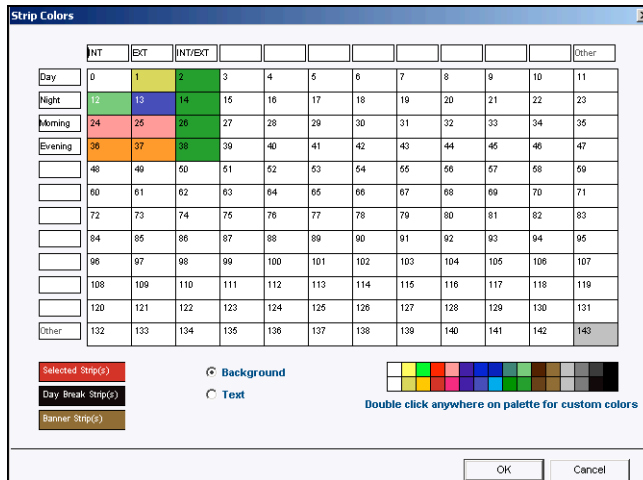 Strip Colors
INT EXT INT/EXT Other
Day 0 1 2 3 4 5 6 7 8 9 10 11
Night 12 13 14 15 16 17 18 19 20 21 22 23
Morning 24 25 26 27 28 29 30 31 32 33 34 35
Evening 36 37 38 39 40 41 42 43 44 45 46 47
48 49 50 51 52 53 54 55 56 57 58 59
60 61 62 63 64 65 66 67 68 69 70 71
72 73 74 75 76 77 78 79 80 81 82 83
84 85 86 87 88 89 90 91 92 93 94 95
96 97 98 99 100 101 102 103 104 105 106 107
108 109 110 111 112 113 114 115 116 117 118 119
120 121 122 123 124 125 126 127 128 129 130 131
Other 132 133 134 135 136 137 138 139 140 141 142 143
Selected Strip(s)
Background
Day Break Strip(s)
Text
Double click anywhere on palette for custom colors
Banner Strip(s)
OK Cancel